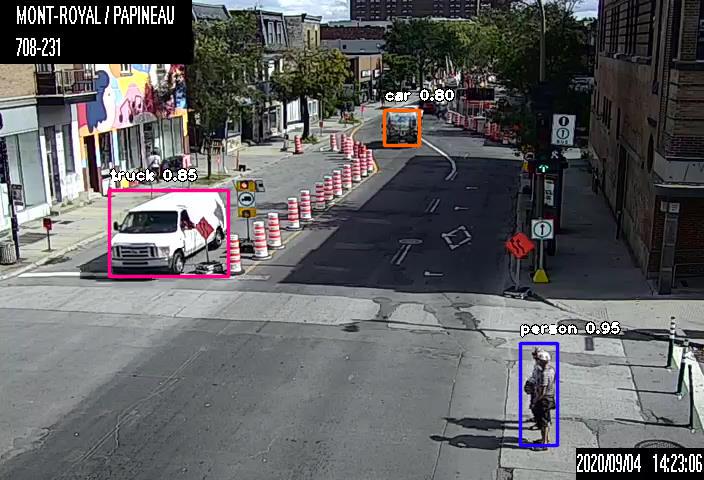 MONT-ROYAL / PAPINEAU
708-231
car 0.80
truck 0.85
person 0.95
2020/09/04 14:23:06